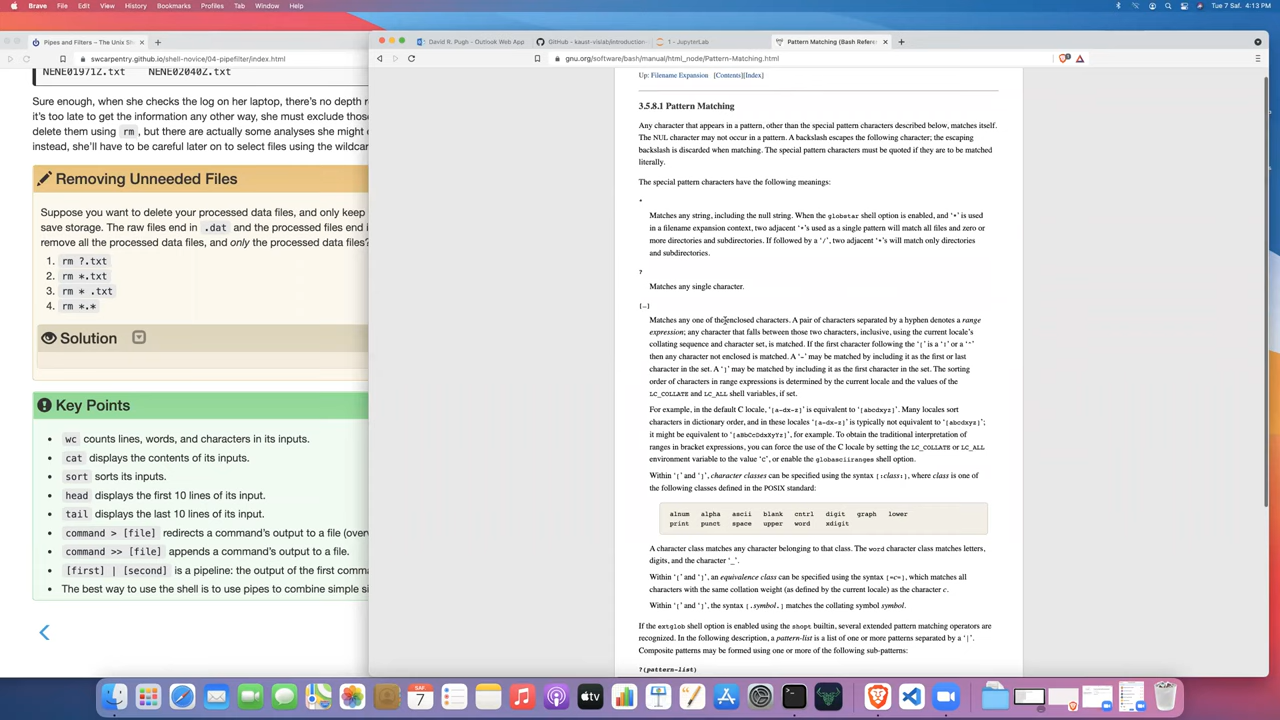 Brave File Edit View History Bookmarks Profiles Tab Window Help
Tue 7 Saf. 4:13 PM
Pipes and Filters – The Unix Sh
swcarpentry.github.io/shell-novice/04-pipefilter/index.html
NENE01971Z.txt NENE02040Z.txt
Sure enough, when she checks the log on her laptop, there's no depth r
it's too late to get the information any other way, she must exclude those
delete them using rm, but there are actually some analyses she might
instead, she'll have to be careful later on to select files using the wildcar
Removing Unneeded Files
Suppose you want to delete your processed data files, and only keep
save storage. The raw files end in .dat and the processed files end i
remove all the processed data files, and only the processed data files?
1. rm ?.txt
2. rm *.txt
3. rm * .txt
4. rm *.*
Solution
Key Points
• wc counts lines, words, and characters in its inputs.
• cat displays the contents of its inputs.
• sort sorts its inputs.
• head displays the first 10 lines of its input.
• tail displays the last 10 lines of its input.
• command > [file] redirects a command's output to a file (over
• command >> [file] appends a command's output to a file.
• [first] | [second] is a pipeline: the output of the first comma
• The best way to use the shell is to use pipes to combine simple si
David R. Pugh - Outlook Web App
GitHub - kaust-vislab/introduction-
1 - JupyterLab
Pattern Matching (Bash Refere
gnu.org/software/bash/manual/html_node/Pattern-Matching.html
Up: Filename Expansion [Contents][Index]
3.5.8.1 Pattern Matching
Any character that appears in a pattern, other than the special pattern characters described below, matches itself.
The NUL character may not occur in a pattern. A backslash escapes the following character; the escaping
backslash is discarded when matching. The special pattern characters must be quoted if they are to be matched
literally.
The special pattern characters have the following meanings:
*
Matches any string, including the null string. When the globstar shell option is enabled, and '*' is used
in a filename expansion context, two adjacent '*'s used as a single pattern will match all files and zero or
more directories and subdirectories. If followed by a '/', two adjacent '*'s will match only directories
and subdirectories.
?
Matches any single character.
[…]
Matches any one of the enclosed characters. A pair of characters separated by a hyphen denotes a range
expression; any character that falls between those two characters, inclusive, using the current locale's
collating sequence and character set, is matched. If the first character following the '[' is a '!' or a '^'
then any character not enclosed is matched. A '-' may be matched by including it as the first or last
character in the set. A ']' may be matched by including it as the first character in the set. The sorting
order of characters in range expressions is determined by the current locale and the values of the
LC_COLLATE and LC_ALL shell variables, if set.
For example, in the default C locale, '[a-dx-z]' is equivalent to '[abcdxyz]'. Many locales sort
characters in dictionary order, and in these locales '[a-dx-z]' is typically not equivalent to '[abcdxyz]';
it might be equivalent to '[aBbCcDdxXyYz]', for example. To obtain the traditional interpretation of
ranges in bracket expressions, you can force the use of the C locale by setting the LC_COLLATE or LC_ALL
environment variable to the value 'C', or enable the globasciiranges shell option.
Within '[' and ']', character classes can be specified using the syntax [:class:], where class is one of
the following classes defined in the POSIX standard:
alnum alpha ascii blank cntrl digit graph lower
print punct space upper word xdigit
A character class matches any character belonging to that class. The word character class matches letters,
digits, and the character '_'.
Within '[' and ']', an equivalence class can be specified using the syntax [=c=], which matches all
characters with the same collation weight (as defined by the current locale) as the character c.
Within '[' and ']', the syntax [.symbol.] matches the collating symbol symbol.
If the extglob shell option is enabled using the shopt builtin, several extended pattern matching operators are
recognized. In the following description, a pattern-list is a list of one or more patterns separated by a '|'.
Composite patterns may be formed using one or more of the following sub-patterns:
?(pattern-list)
SAF
7
tv